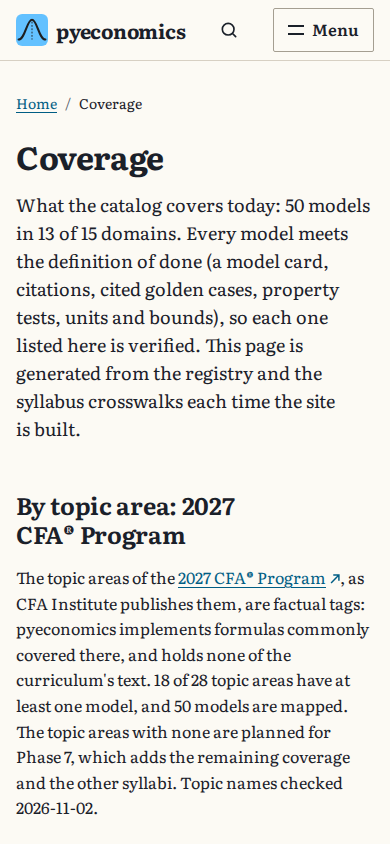 pyeconomics
Menu
Home / Coverage
Coverage
What the catalog covers today: 50 models
in 13 of 15 domains. Every model meets
the definition of done (a model card,
citations, cited golden cases, property
tests, units and bounds), so each one
listed here is verified. This page is
generated from the registry and the
syllabus crosswalks each time the site
is built.
By topic area: 2027
CFA® Program
The topic areas of the 2027 CFA® Program ↗, as
CFA Institute publishes them, are factual tags:
pyeconomics implements formulas commonly
covered there, and holds none of the
curriculum's text. 18 of 28 topic areas have at
least one model, and 50 models are mapped.
The topic areas with none are planned for
Phase 7, which adds the remaining coverage
and the other syllabi. Topic names checked
2026-11-02.